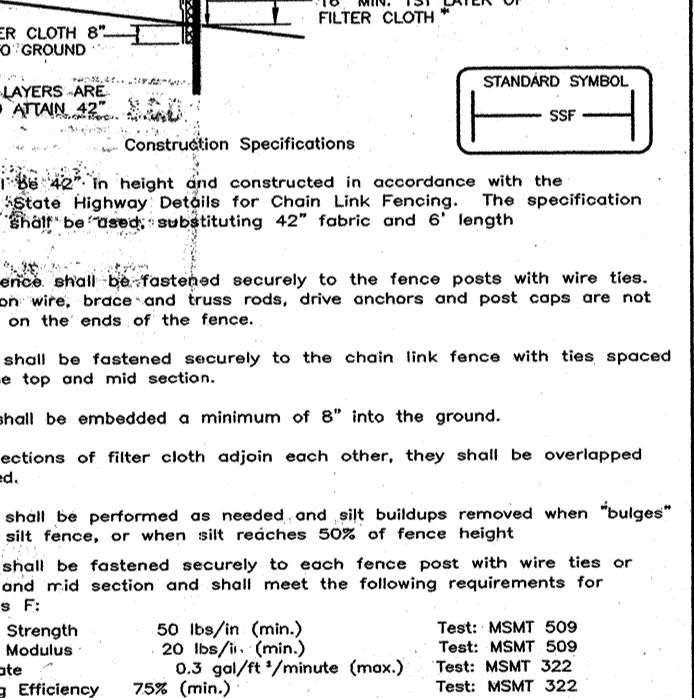 16" MIN. 1ST LAYER OF
FILTER CLOTH *
ER CLOTH 8"
O GROUND
LAYERS ARE
ATTAIN 42"
STANDARD SYMBOL
SSF
Construction Specifications
be 42" in height and constructed in accordance with the
State Highway Details for Chain Link Fencing. The specification
shall be used, substituting 42" fabric and 6' length
ence shall be fastened securely to the fence posts with wire ties.
on wire, brace and truss rods, drive anchors and post caps are not
on the ends of the fence.
shall be fastened securely to the chain link fence with ties spaced
e top and mid section.
shall be embedded a minimum of 8" into the ground.
ections of filter cloth adjoin each other, they shall be overlapped
ed.
shall be performed as needed and silt buildups removed when "bulges"
silt fence, or when silt reaches 50% of fence height
shall be fastened securely to each fence post with wire ties or
and mid section and shall meet the following requirements for
s F:
Strength 50 lbs/in (min.) Test: MSMT 509
Modulus 20 lbs/in (min.) Test: MSMT 509
ate 0.3 gal/ft ²/minute (max.) Test: MSMT 322
g Efficiency 75% (min.) Test: MSMT 322